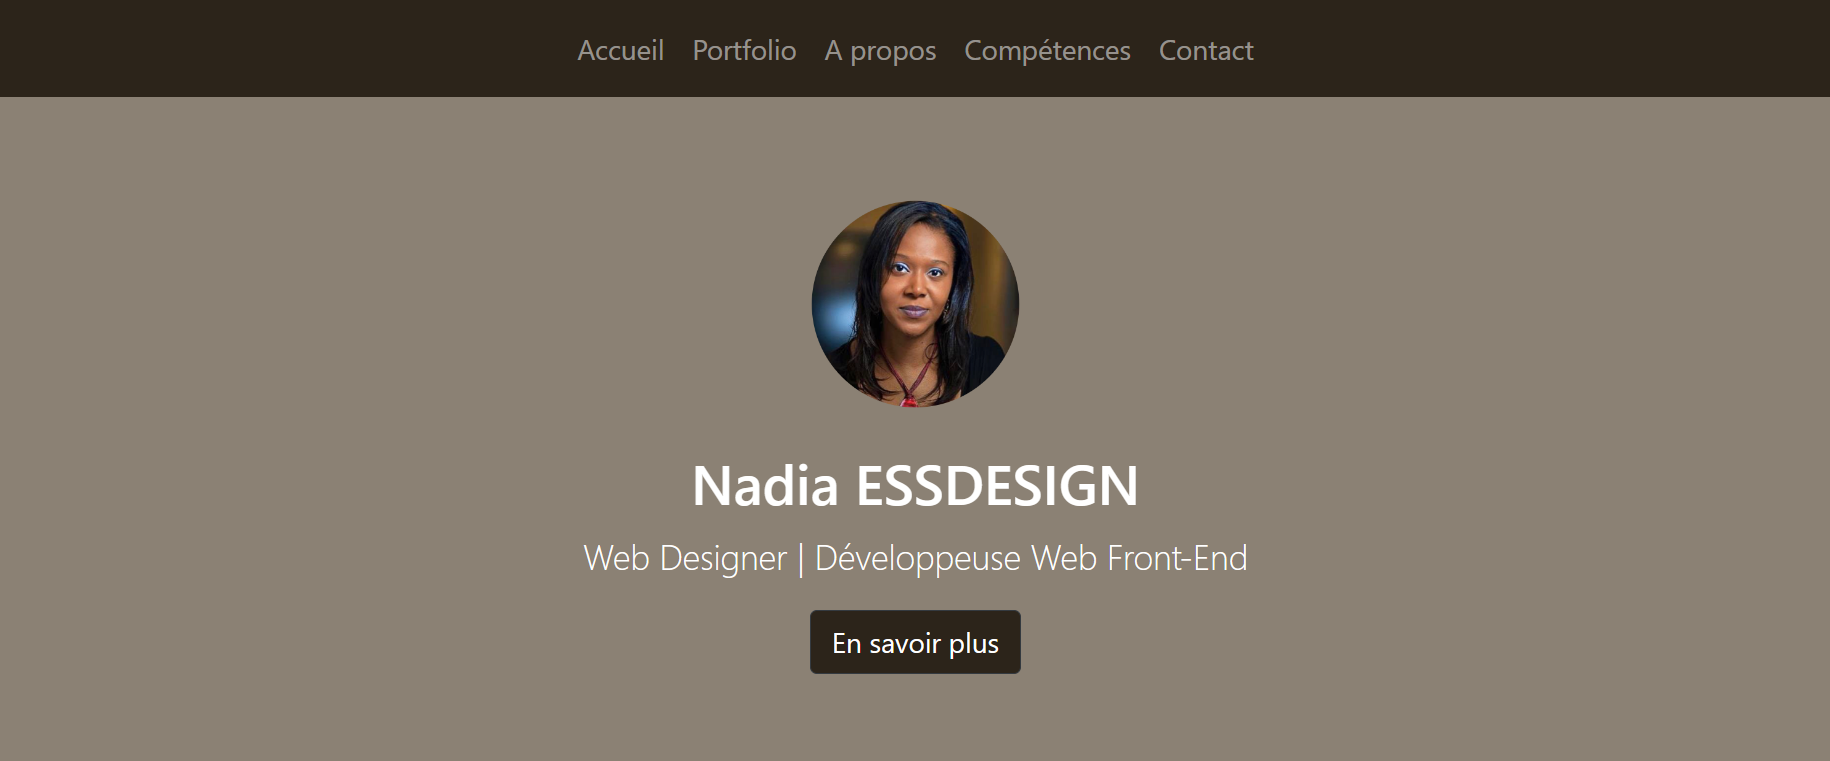 Accueil Portfolio A propos Compétences Contact
Nadia ESSDESIGN
Web Designer | Développeuse Web Front-End
En savoir plus